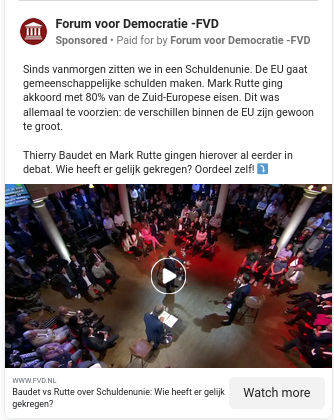 Forum voor Democratie -FVD
Sponsored • Paid for by Forum voor Democratie -FVD
Sinds vanmorgen zitten we in een Schuldenunie. De EU gaat
gemeenschappelijke schulden maken. Mark Rutte ging
akkoord met 80% van de Zuid-Europese eisen. Dit was
allemaal te voorzien: de verschillen binnen de EU zijn gewoon
te groot.
Thierry Baudet en Mark Rutte gingen hierover al eerder in
debat. Wie heeft er gelijk gekregen? Oordeel zelf! ⤵️
WWW.FVD.NL
Baudet vs Rutte over Schuldenunie: Wie heeft er gelijk
gekregen?
Watch more